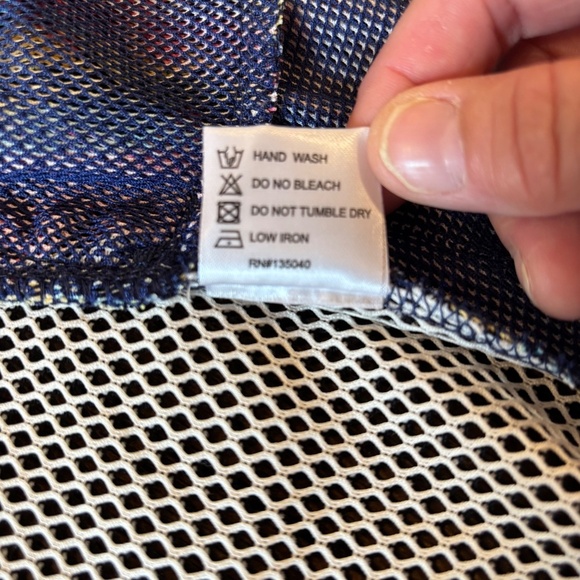 HAND WASH
DO NO BLEACH
DO NOT TUMBLE DRY
LOW IRON
RN#135040